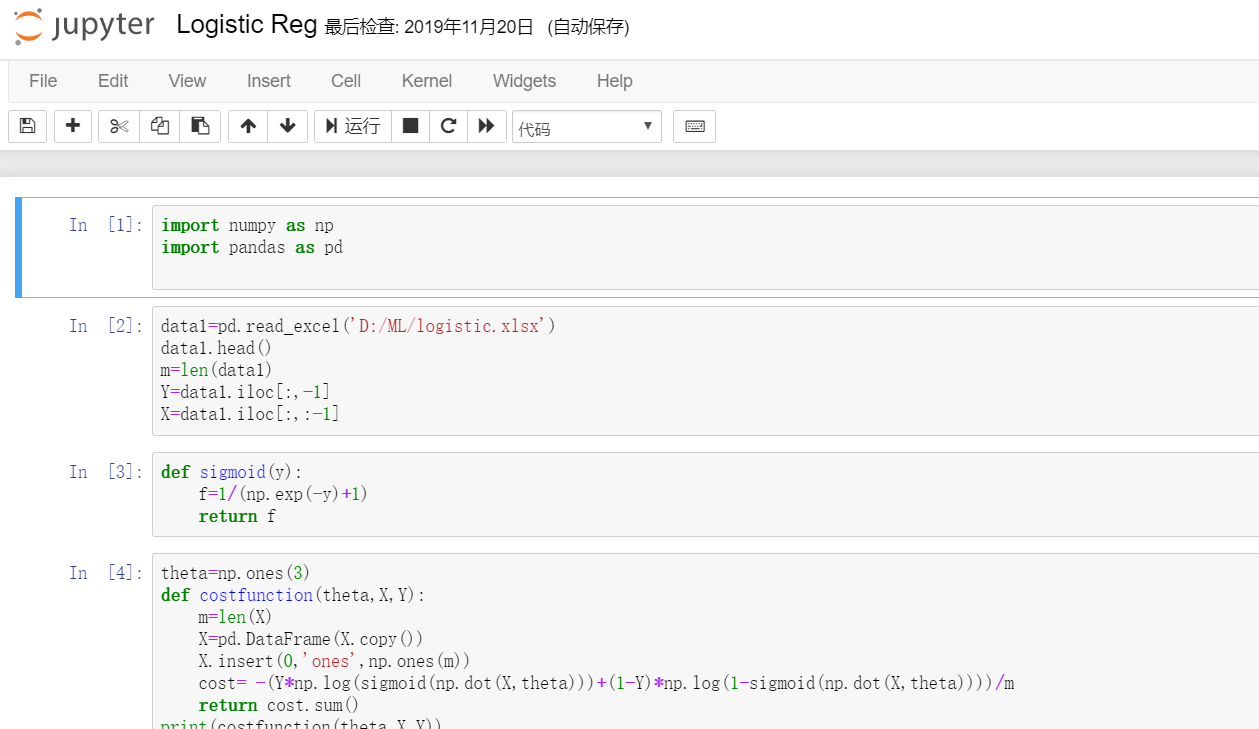 jupyter Logistic Reg 最后检查: 2019年11月20日 (自动保存)
File Edit View Insert Cell Kernel Widgets Help
运行 代码
In [1]: import numpy as np
import pandas as pd
In [2]: data1=pd.read_excel('D:/ML/logistic.xlsx')
data1.head()
m=len(data1)
Y=data1.iloc[:,-1]
X=data1.iloc[:,:-1]
In [3]: def sigmoid(y):
    f=1/(np.exp(-y)+1)
    return f
In [4]: theta=np.ones(3)
def costfunction(theta,X,Y):
    m=len(X)
    X=pd.DataFrame(X.copy())
    X.insert(0,'ones',np.ones(m))
    cost= -(Y*np.log(sigmoid(np.dot(X,theta)))+(1-Y)*np.log(1-sigmoid(np.dot(X,theta))))/m
    return cost.sum()
print(costfunction(theta,X,Y))